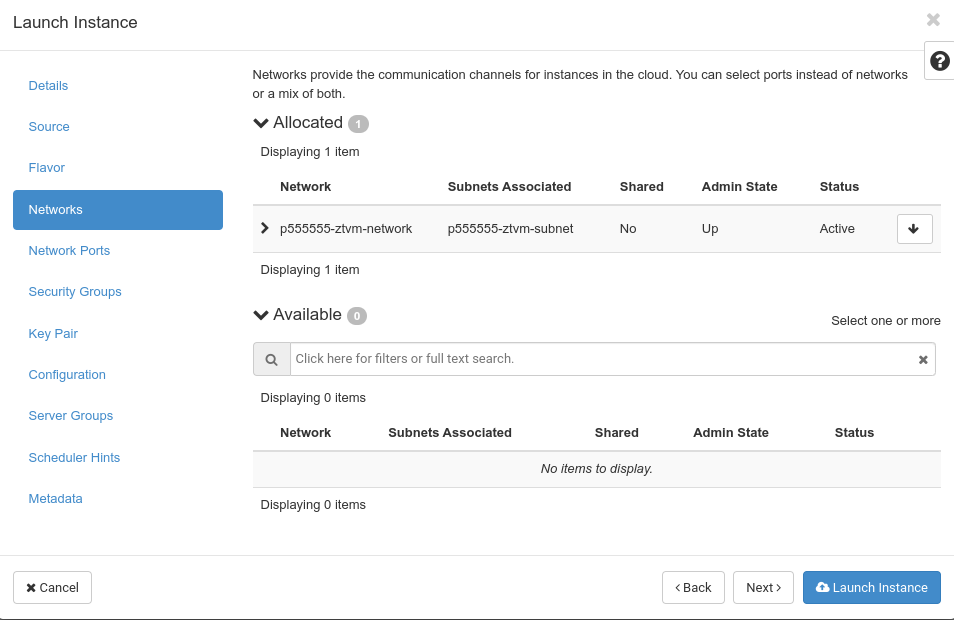 Launch Instance
Details
Source
Flavor
Networks
Network Ports
Security Groups
Key Pair
Configuration
Server Groups
Scheduler Hints
Metadata
Networks provide the communication channels for instances in the cloud. You can select ports instead of networks
or a mix of both.
Allocated 1
Displaying 1 item
Network Subnets Associated Shared Admin State Status
p555555-ztvm-network p555555-ztvm-subnet No Up Active
Displaying 1 item
Available 0
Select one or more
Click here for filters or full text search.
Displaying 0 items
Network Subnets Associated Shared Admin State Status
No items to display.
Displaying 0 items
Cancel
< Back
Next >
Launch Instance